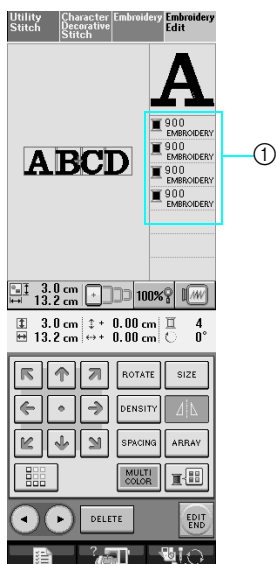 Utility Stitch
Character Decorative Stitch
Embroidery
Embroidery Edit
A
900
EMBROIDERY
900
EMBROIDERY
900
EMBROIDERY
900
EMBROIDERY
①
ABCD
3.0 cm
13.2 cm
100%
3.0 cm + 0.00 cm 4
13.2 cm + 0.00 cm 0°
ROTATE
SIZE
DENSITY
SPACING
ARRAY
MULTI COLOR
DELETE
EDIT END
?